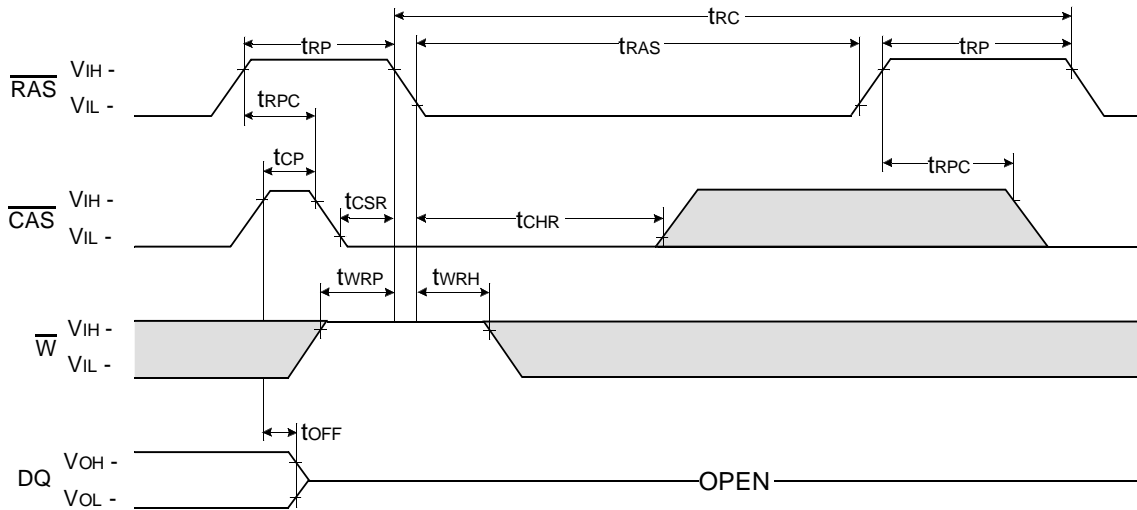 tRC
tRP
tRAS
tRP
RAS
VIH -
VIL -
tRPC
tCP
tRPC
CAS
VIH -
VIL -
tCSR
tCHR
tWRP
tWRH
W
VIH -
VIL -
tOFF
DQ
VOH -
VOL -
OPEN